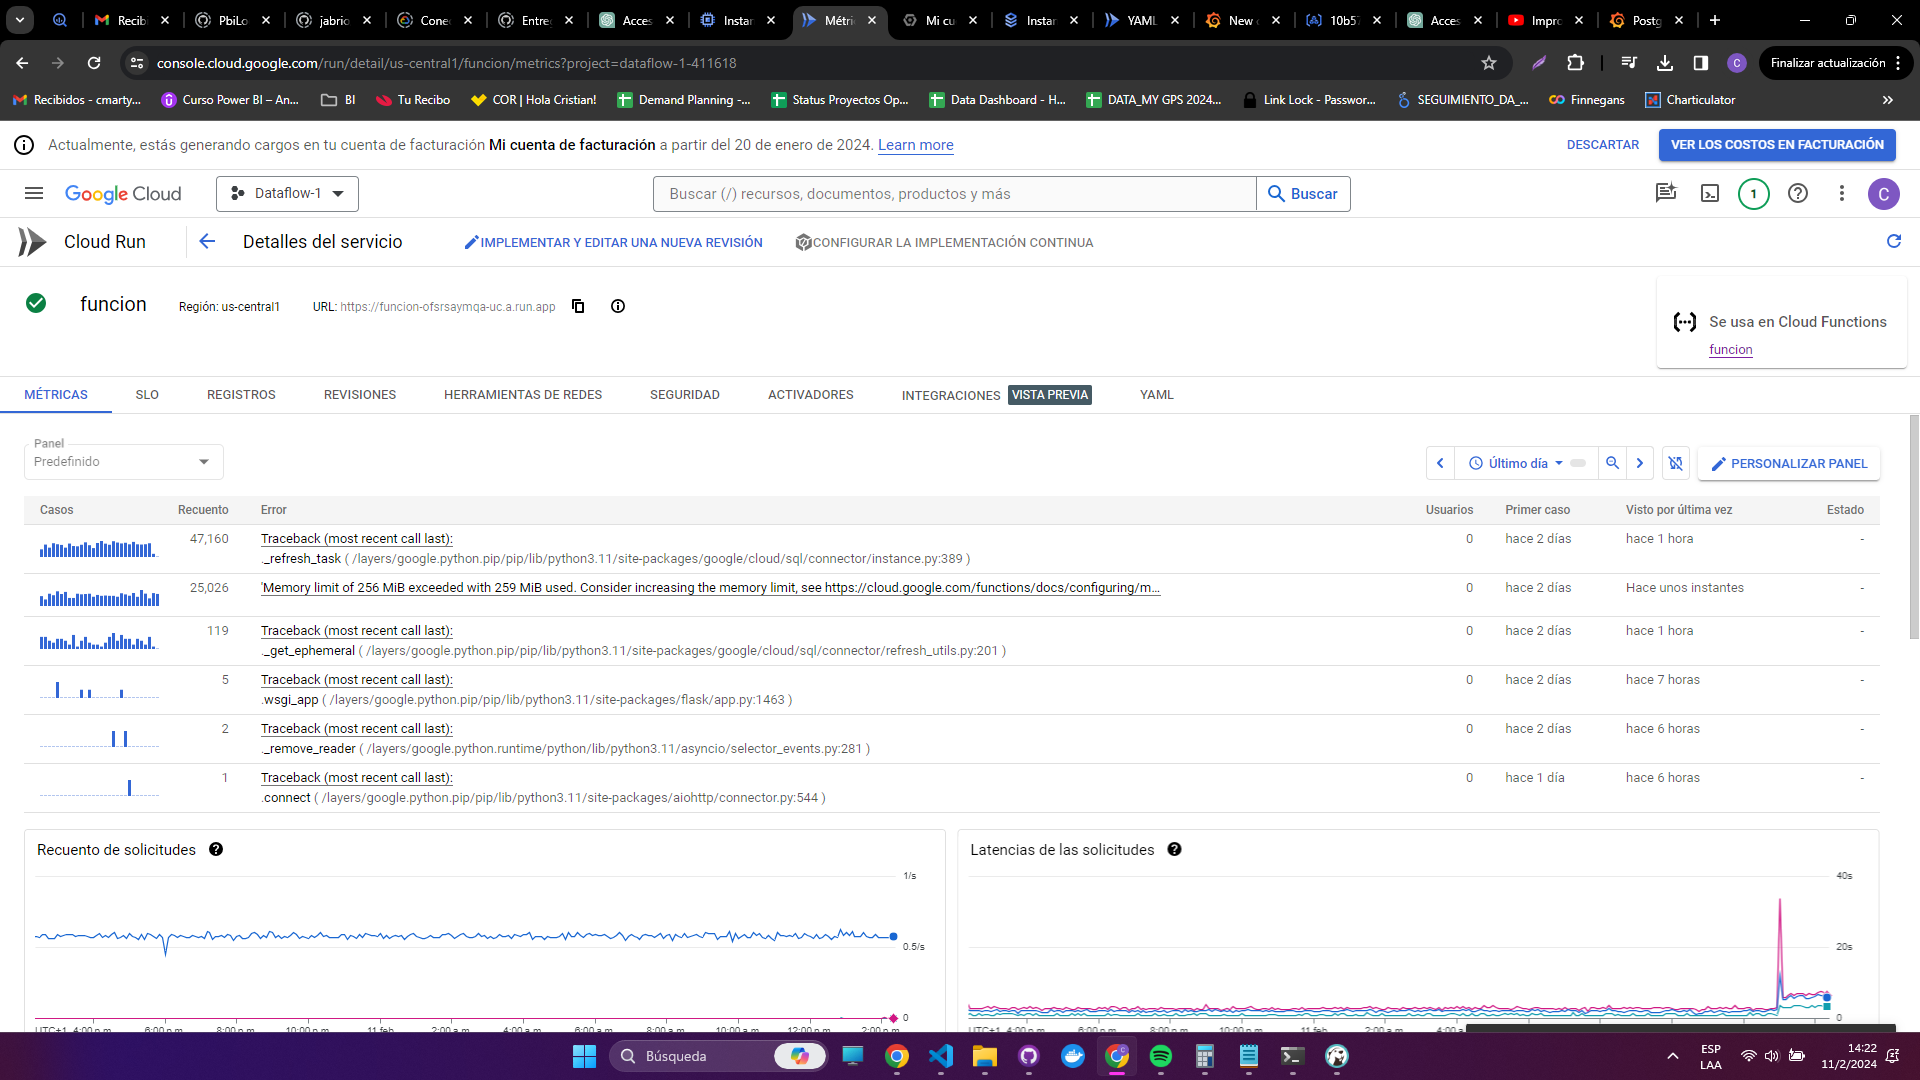 Recibi
PbiLo
jabrio
Cone
Entre
Acces
Instar
Métri
Mi cu
Instar
YAML
New
10b57
Acces
Impro
Postg
console.cloud.google.com/run/detail/us-central1/funcion/metrics?project=dataflow-1-411618
C
Finalizar actualización
Recibidos - cmarty...
Curso Power BI – An...
BI
Tu Recibo
COR | Hola Cristian!
Demand Planning -...
Status Proyectos Op...
Data Dashboard - H...
DATA_MY GPS 2024...
Link Lock - Passwor...
SEGUIMIENTO_DA_...
Finnegans
Charticulator
Actualmente, estás generando cargos en tu cuenta de facturación Mi cuenta de facturación a partir del 20 de enero de 2024. Learn more
DESCARTAR
VER LOS COSTOS EN FACTURACIÓN
Google Cloud
Dataflow-1
Buscar (/) recursos, documentos, productos y más
Buscar
1
C
Cloud Run
Detalles del servicio
IMPLEMENTAR Y EDITAR UNA NUEVA REVISIÓN
CONFIGURAR LA IMPLEMENTACIÓN CONTINUA
funcion
Región: us-central1
URL: https://funcion-ofsrsaymqa-uc.a.run.app
Se usa en Cloud Functions
funcion
MÉTRICAS
SLO
REGISTROS
REVISIONES
HERRAMIENTAS DE REDES
SEGURIDAD
ACTIVADORES
INTEGRACIONES
VISTA PREVIA
YAML
Panel
Predefinido
Último día
PERSONALIZAR PANEL
Casos Recuento Error Usuarios Primer caso Visto por última vez Estado
47,160 Traceback (most recent call last): 0 hace 2 días hace 1 hora -
._refresh_task ( /layers/google.python.pip/pip/lib/python3.11/site-packages/google/cloud/sql/connector/instance.py:389 )
25,026 'Memory limit of 256 MiB exceeded with 259 MiB used. Consider increasing the memory limit, see https://cloud.google.com/functions/docs/configuring/m... 0 hace 2 días Hace unos instantes -
119 Traceback (most recent call last): 0 hace 2 días hace 1 hora -
._get_ephemeral ( /layers/google.python.pip/pip/lib/python3.11/site-packages/google/cloud/sql/connector/refresh_utils.py:201 )
5 Traceback (most recent call last): 0 hace 2 días hace 7 horas -
.wsgi_app ( /layers/google.python.pip/pip/lib/python3.11/site-packages/flask/app.py:1463 )
2 Traceback (most recent call last): 0 hace 2 días hace 6 horas -
._remove_reader ( /layers/google.python.runtime/python/lib/python3.11/asyncio/selector_events.py:281 )
1 Traceback (most recent call last): 0 hace 1 día hace 6 horas -
.connect ( /layers/google.python.pip/pip/lib/python3.11/site-packages/aiohttp/connector.py:544 )
Recuento de solicitudes
1/s
0.5/s
0
UTC+1 4:00 p.m. 6:00 p.m. 8:00 p.m. 10:00 p.m. 11 feb 2:00 a.m. 4:00 a.m. 6:00 a.m. 8:00 a.m. 10:00 a.m. 12:00 p.m. 2:00 p.m.
Latencias de las solicitudes
40s
20s
0
UTC+1 4:00 p.m. 6:00 p.m. 8:00 p.m. 10:00 p.m. 11 feb 2:00 a.m. 4:00
Búsqueda
ESP
LAA
14:22
11/2/2024